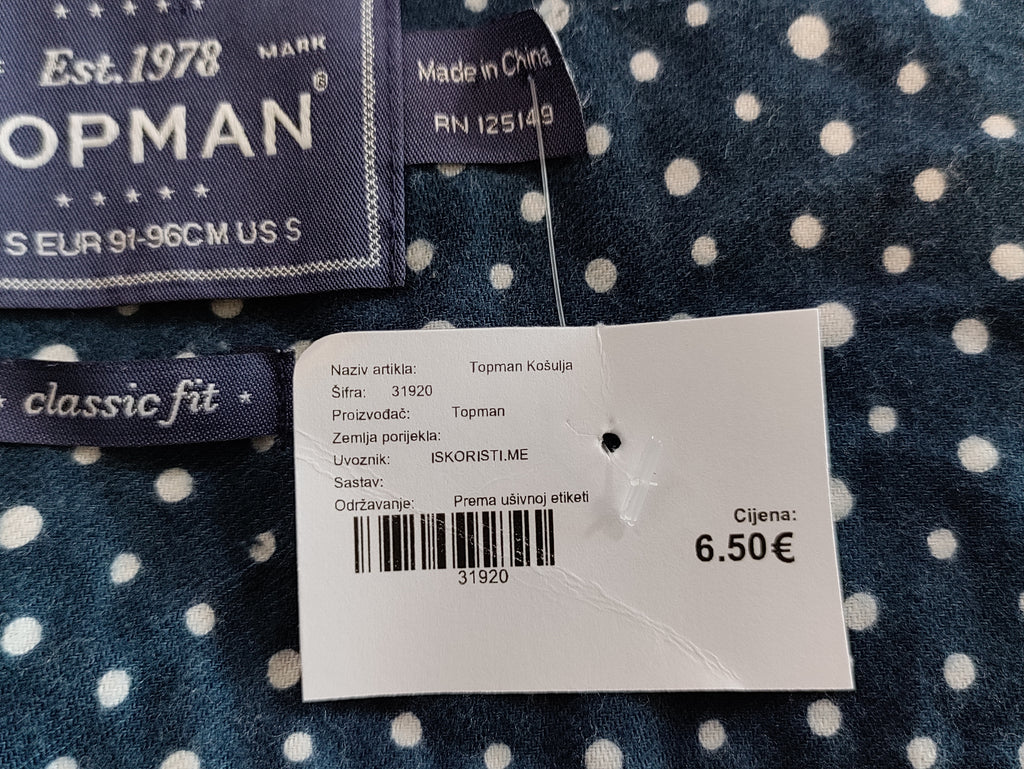 Est. 1978 MARK
OPMAN®
S EUR 91-96CM US S
Made in China
RN 125149
classic fit
Naziv artikla: Topman Košulja
Šifra: 31920
Proizvođač: Topman
Zemlja porijekla:
Uvoznik: ISKORISTI.ME
Sastav:
Održavanje: Prema ušivnoj etiketi
31920
Cijena:
6.50€